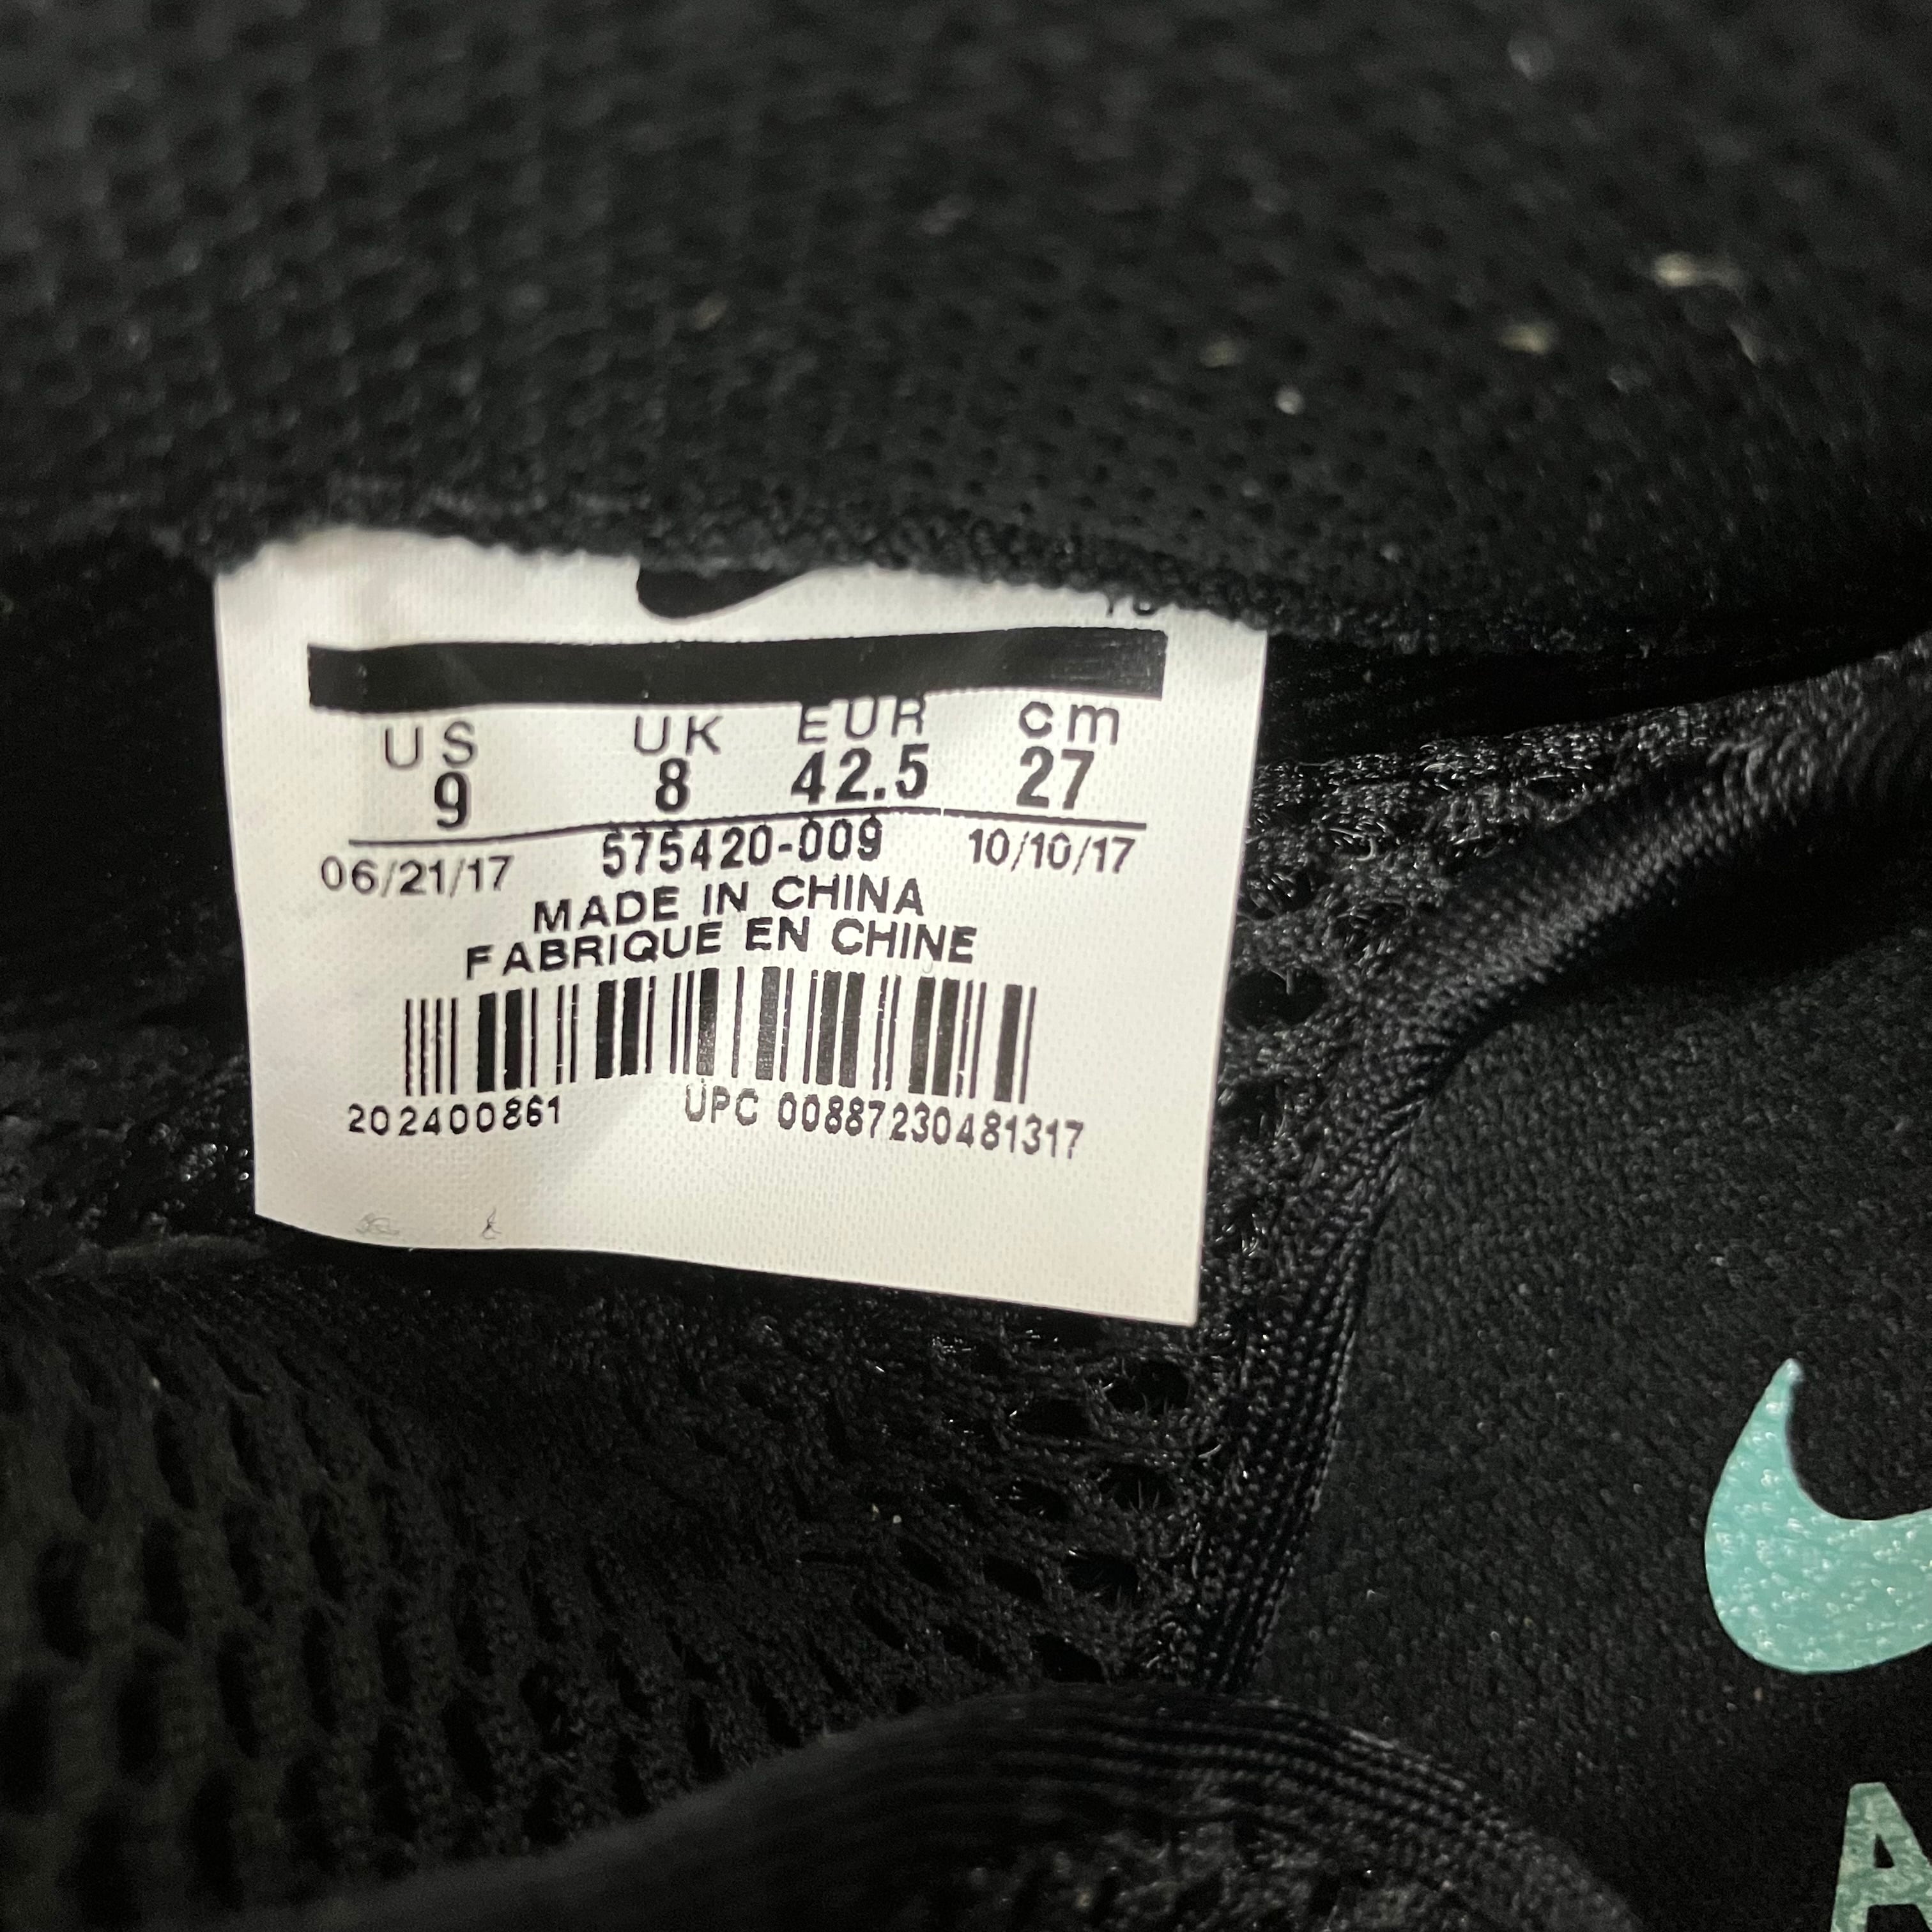 US UK EUR cm
9 8 42.5 27
06/21/17 575420-009 10/10/17
MADE IN CHINA
FABRIQUE EN CHINE
202400861 UPC 00887230481317
A